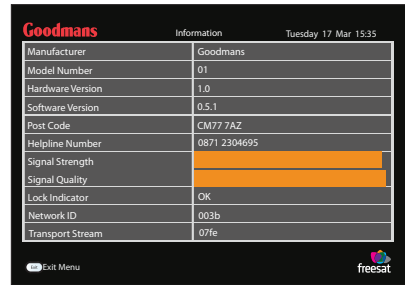 Goodmans Information Tuesday 17 Mar 15:35
Manufacturer Goodmans
Model Number 01
Hardware Version 1.0
Software Version 0.5.1
Post Code CM77 7AZ
Helpline Number 0871 2304695
Signal Strength
Signal Quality
Lock Indicator OK
Network ID 003b
Transport Stream 07fe
Exit Exit Menu freesat